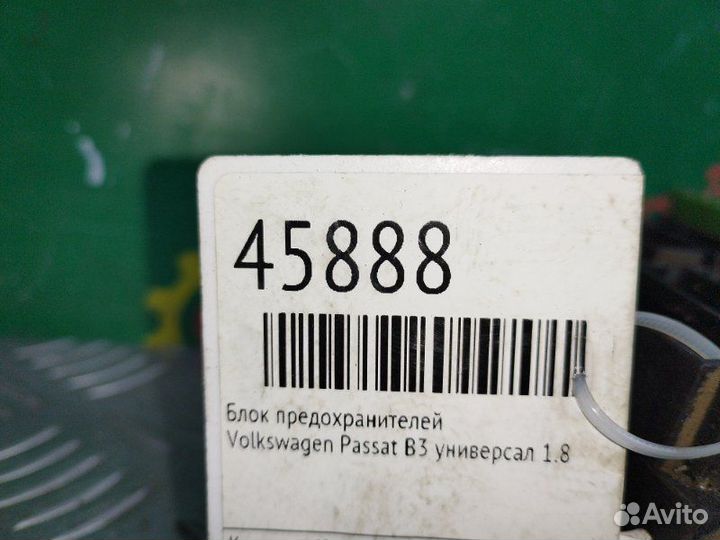 45888
Блок предохранителей
Volkswagen Passat B3 универсал 1.8
Avito